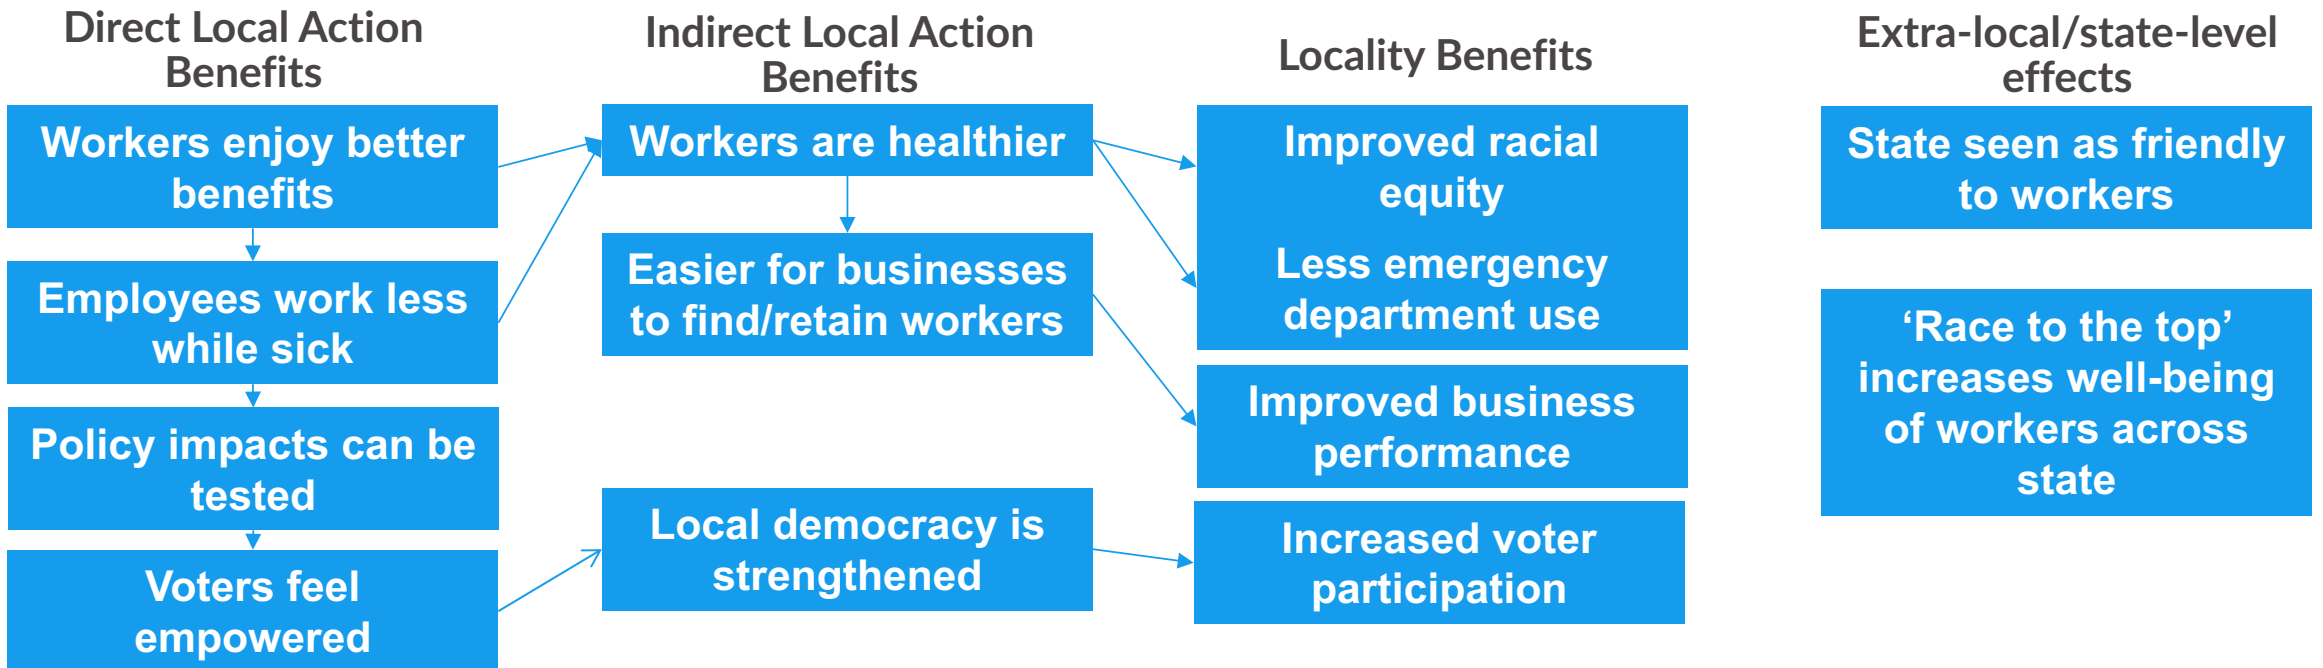 Direct Local Action
Benefits
Workers enjoy better
benefits
Employees work less
while sick
Policy impacts can be
tested
Voters feel
empowered
Indirect Local Action
Benefits
Workers are healthier
Easier for businesses
to find/retain workers
Local democracy is
strengthened
Locality Benefits
Improved racial
equity
Less emergency
department use
Improved business
performance
Increased voter
participation
Extra-local/state-level
effects
State seen as friendly
to workers
‘Race to the top’
increases well-being
of workers across
state